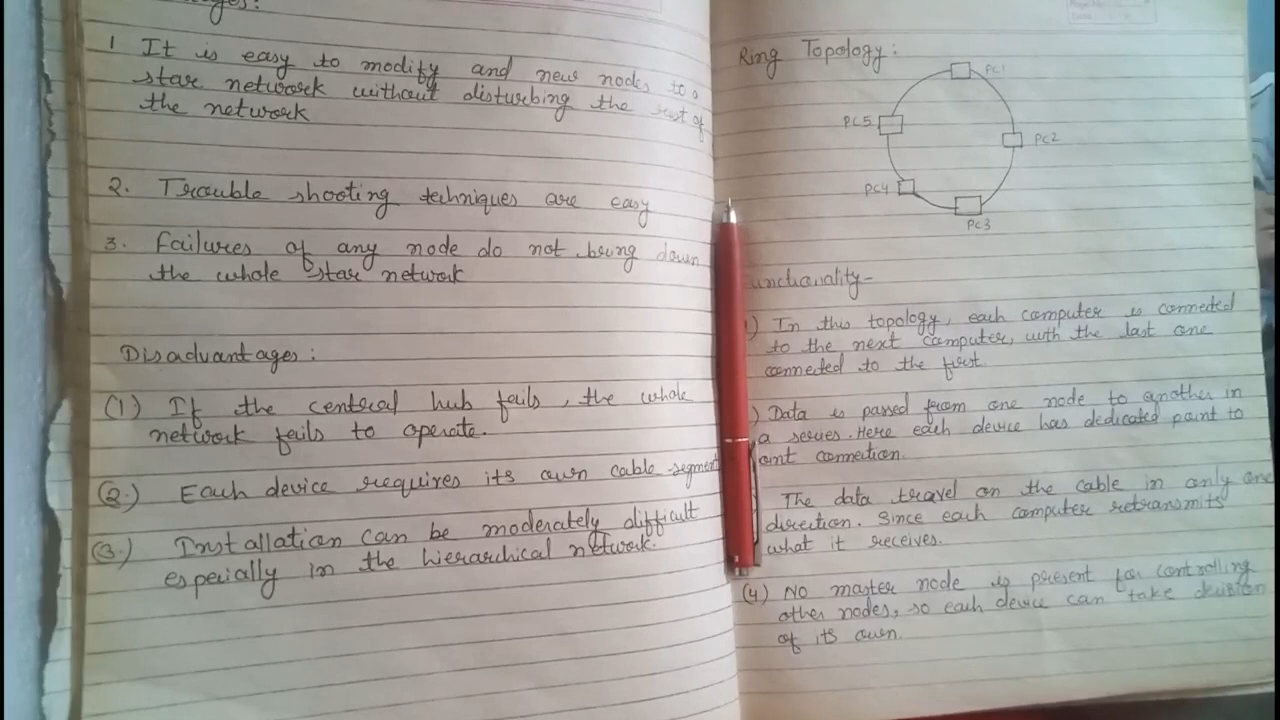 ges:
1 It is easy to modify and new nodes to a
star network without disturbing the rest of
the network
2. Trouble shooting techniques are easy
3. Failures of any node do not bring down
the whole star network
Disadvantages:
(1) If the centeral hub fails, the whole
network fails to operate.
(2.) Each device requires its own cable segment
(3.) Installation can be moderately difficult
especially in the hierarchical network.
Ring Topology:
PC1
PC5
PC2
PC4
PC3
unctionality-
) In this topology, each computer is connected
to the next computer, with the last one
connected to the first
) Data is passed from one node to another in
a series. Here each device has dedicated point to
oint connection.
The data travel on the cable in only one
direction. Since each computer retransmits
what it receives.
(4) No master node is present for controlling
other nodes, so each device can take decision
of its own.